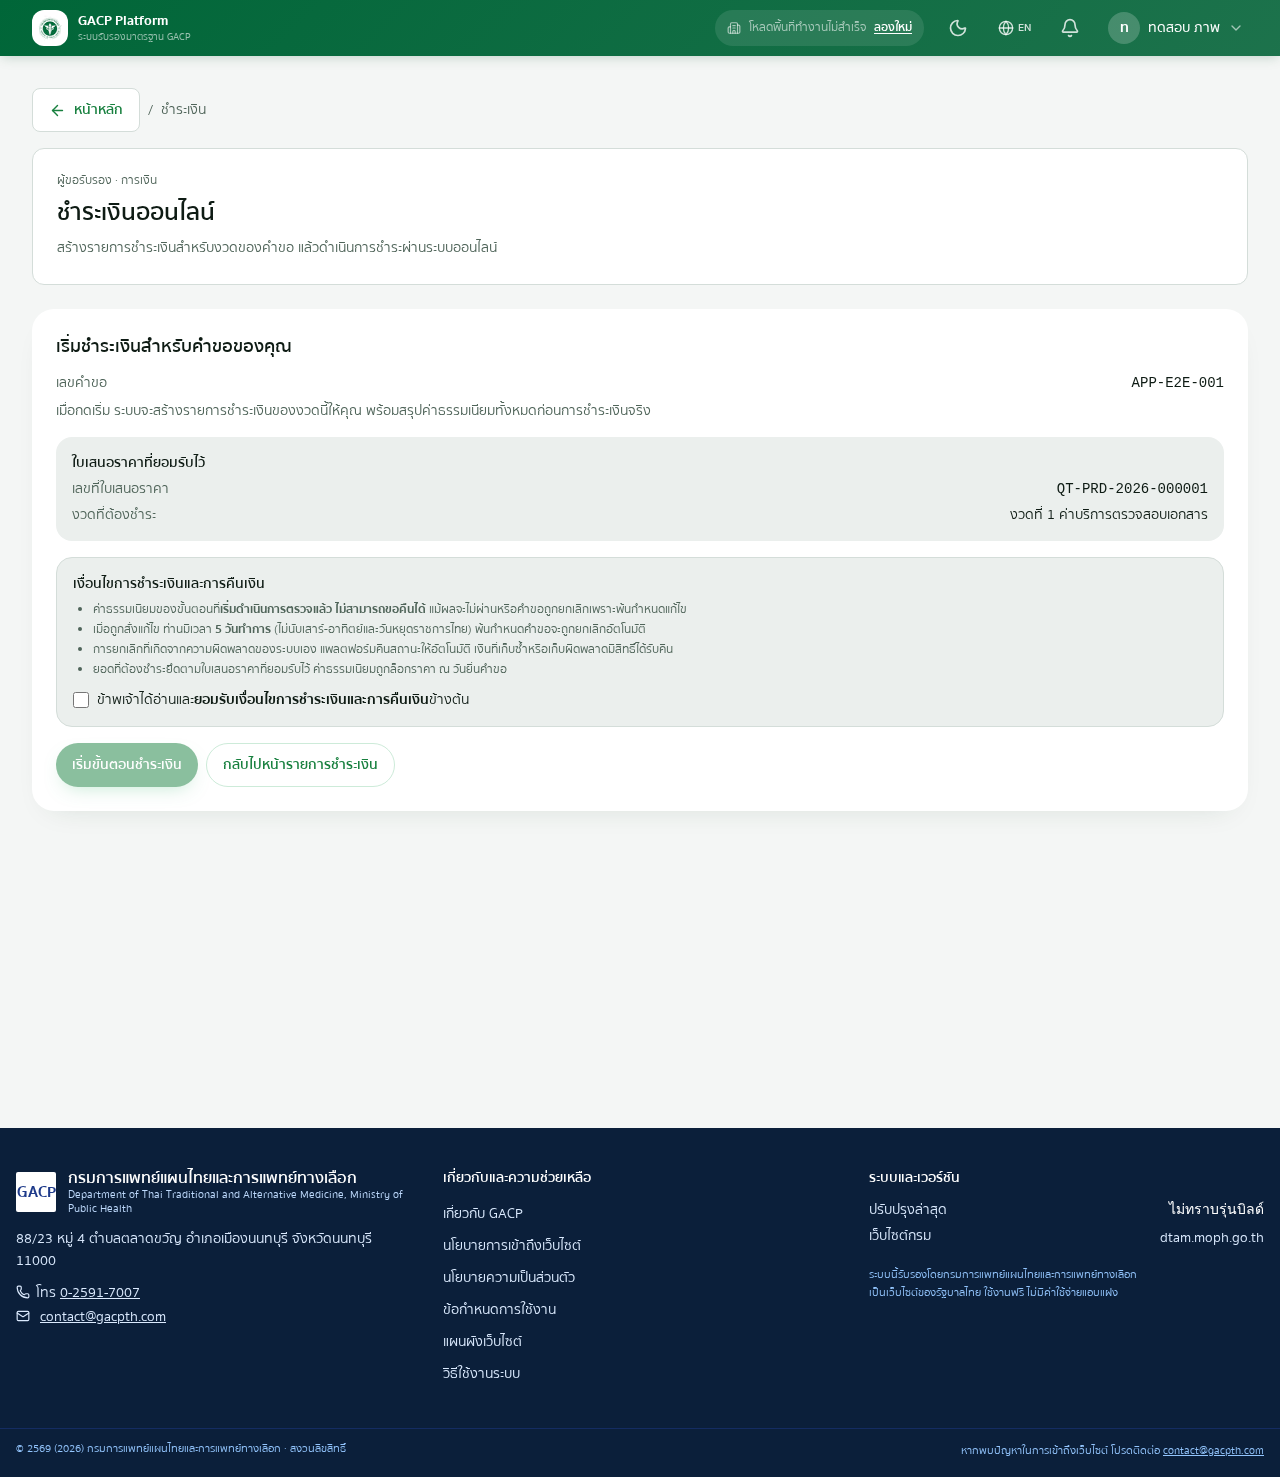 GACP Platform
ระบบรับรองมาตรฐาน GACP
โหลดพื้นที่ทำงานไม่สำเร็จ ลองใหม่
EN
ท ทดสอบ ภาพ
หน้าหลัก / ชำระเงิน
ผู้ขอรับรอง · การเงิน
ชำระเงินออนไลน์
สร้างรายการชำระเงินสำหรับงวดของคำขอ แล้วดำเนินการชำระผ่านระบบออนไลน์
เริ่มชำระเงินสำหรับคำขอของคุณ
เลขคำขอ APP-E2E-001
เมื่อกดเริ่ม ระบบจะสร้างรายการชำระเงินของงวดนี้ให้คุณ พร้อมสรุปค่าธรรมเนียมทั้งหมดก่อนการชำระเงินจริง
ใบเสนอราคาที่ยอมรับไว้
เลขที่ใบเสนอราคา QT-PRD-2026-000001
งวดที่ต้องชำระ งวดที่ 1 ค่าบริการตรวจสอบเอกสาร
เงื่อนไขการชำระเงินและการคืนเงิน
• ค่าธรรมเนียมของขั้นตอนที่เริ่มดำเนินการตรวจแล้ว ไม่สามารถขอคืนได้ แม้ผลจะไม่ผ่านหรือคำขอถูกยกเลิกเพราะพ้นกำหนดแก้ไข
• เมื่อถูกสั่งแก้ไข ท่านมีเวลา 5 วันทำการ (ไม่นับเสาร์-อาทิตย์และวันหยุดราชการไทย) พ้นกำหนดคำขอจะถูกยกเลิกอัตโนมัติ
• การยกเลิกที่เกิดจากความผิดพลาดของระบบเอง แพลตฟอร์มคืนสถานะให้อัตโนมัติ เงินที่เก็บซ้ำหรือเก็บผิดพลาดมีสิทธิ์ได้รับคืน
• ยอดที่ต้องชำระยึดตามใบเสนอราคาที่ยอมรับไว้ ค่าธรรมเนียมถูกล็อกราคา ณ วันยื่นคำขอ
ข้าพเจ้าได้อ่านและยอมรับเงื่อนไขการชำระเงินและการคืนเงินข้างต้น
เริ่มขั้นตอนชำระเงิน กลับไปหน้ารายการชำระเงิน
GACP
กรมการแพทย์แผนไทยและการแพทย์ทางเลือก
Department of Thai Traditional and Alternative Medicine, Ministry of
Public Health
88/23 หมู่ 4 ตำบลตลาดขวัญ อำเภอเมืองนนทบุรี จังหวัดนนทบุรี
11000
โทร 0-2591-7007
contact@gacpth.com
เกี่ยวกับและความช่วยเหลือ
เกี่ยวกับ GACP
นโยบายการเข้าถึงเว็บไซต์
นโยบายความเป็นส่วนตัว
ข้อกำหนดการใช้งาน
แผนผังเว็บไซต์
วิธีใช้งานระบบ
ระบบและเวอร์ชัน
ปรับปรุงล่าสุด ไม่ทราบรุ่นบิลด์
เว็บไซต์กรม dtam.moph.go.th
ระบบนี้รับรองโดยกรมการแพทย์แผนไทยและการแพทย์ทางเลือก
เป็นเว็บไซต์ของรัฐบาลไทย ใช้งานฟรี ไม่มีค่าใช้จ่ายแอบแฝง
© 2569 (2026) กรมการแพทย์แผนไทยและการแพทย์ทางเลือก · สงวนลิขสิทธิ์
หากพบปัญหาในการเข้าถึงเว็บไซต์ โปรดติดต่อ contact@gacpth.com